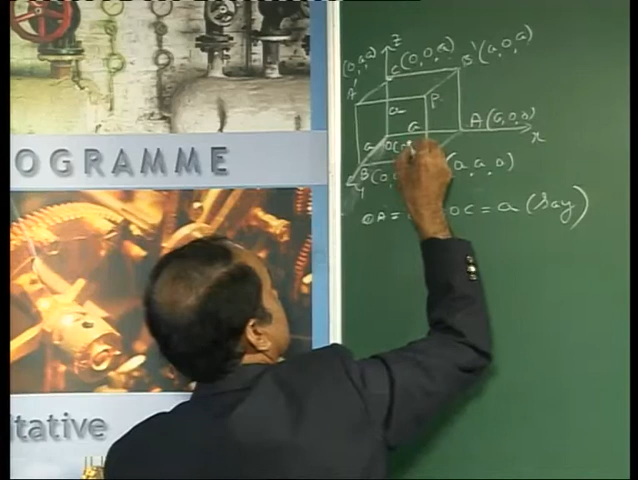 OGRAMME
itative
z
(0,a,a)
C(0,0,a)
B'(a,0,a)
A'
P
a
a
A(a,0,0)
x
a
B(0,
(a,a,0)
Y
OA = OC = a (say)